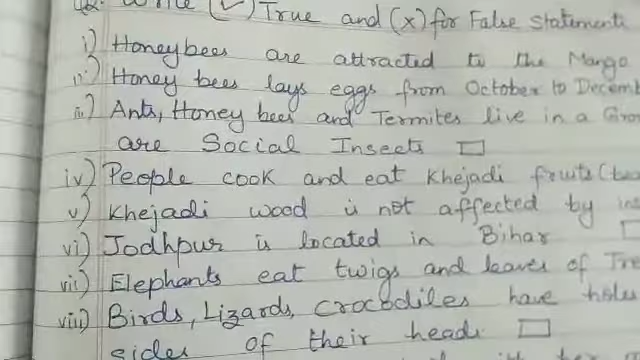 Write (✓) True and (x) for False Statement
i) Honeybees are attracted to the Mango
ii) Honey bees lays eggs from October to Decemb
iii) Ants, Honey bees and Termites live in a Gro
are Social Insects
iv) People cook and eat Khejadi fruits (bea
v) Khejadi wood is not affected by in
vi) Jodhpur is located in Bihar
vii) Elephants eat twigs and leaves of Tre
viii) Birds, Lizards, Crocodiles have holes
sides of their head.